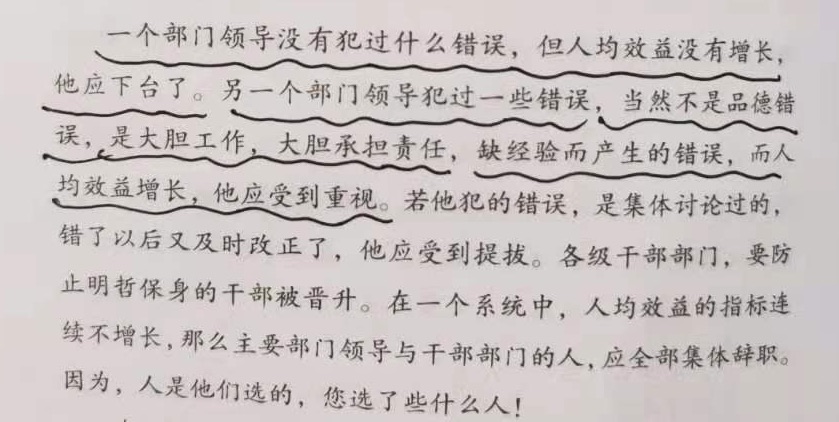 一个部门领导没有犯过什么错误，但人均效益没有增长，
他应下台了。另一个部门领导犯过一些错误，当然不是品德错
误，是大胆工作，大胆承担责任，缺经验而产生的错误，而人
均效益增长，他应受到重视。若他犯的错误，是集体讨论过的，
错了以后又及时改正了，他应受到提拔。各级干部部门，要防
止明哲保身的干部被晋升。在一个系统中，人均效益的指标连
续不增长，那么主要部门领导与干部部门的人，应全部集体辞职。
因为，人是他们选的，您选了些什么人！